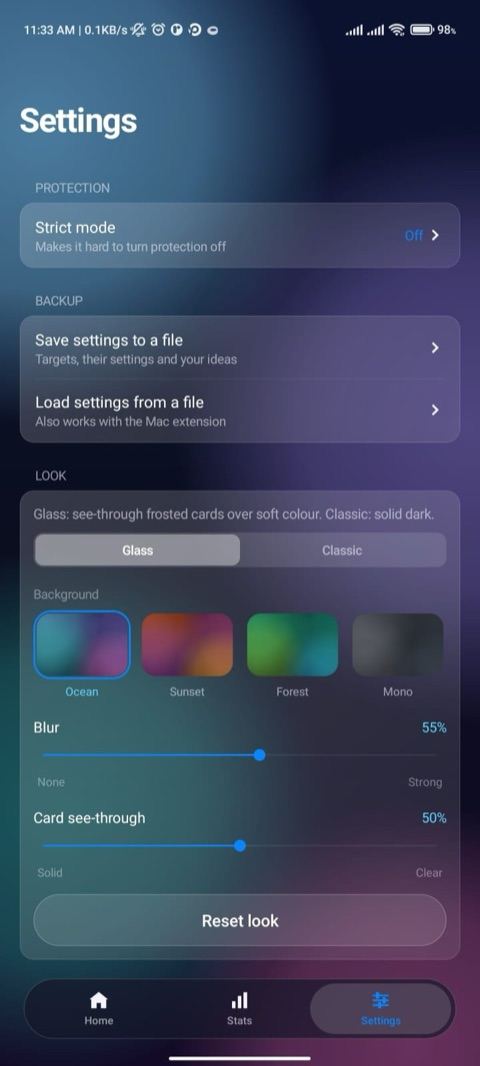 11:33 AM | 0.1KB/s
98%
Settings
PROTECTION
Strict mode
Off
Makes it hard to turn protection off
BACKUP
Save settings to a file
Targets, their settings and your ideas
Load settings from a file
Also works with the Mac extension
LOOK
Glass: see-through frosted cards over soft colour. Classic: solid dark.
Glass Classic
Background
Ocean Sunset Forest Mono
Blur 55%
None Strong
Card see-through 50%
Solid Clear
Reset look
Home Stats Settings